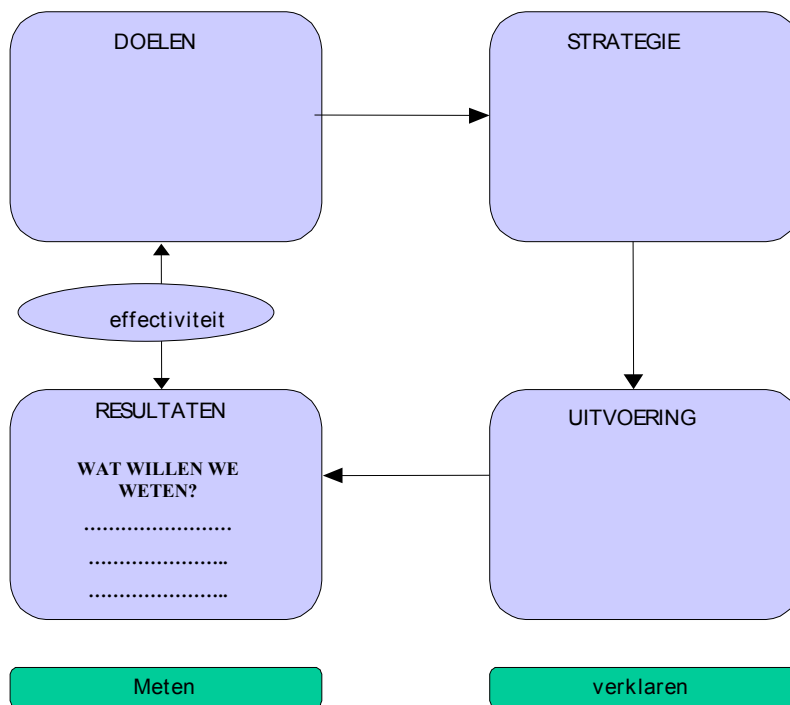 DOELEN
STRATEGIE
effectiviteit
RESULTATEN
WAT WILLEN WE
WETEN?
……………………
…………………..
…………………..
UITVOERING
Meten
verklaren